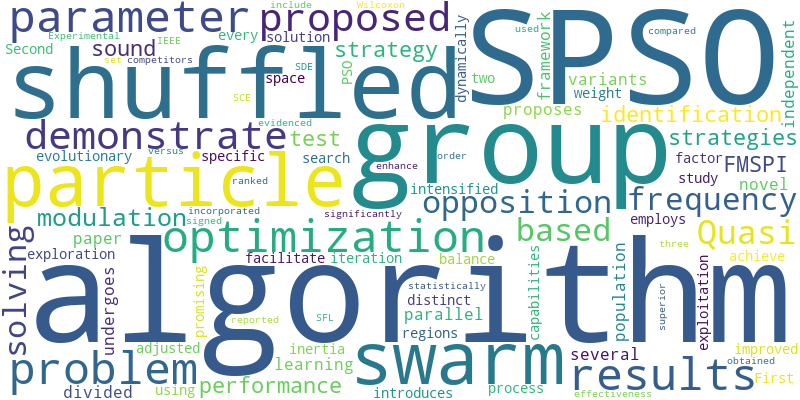 parameter
proposed
include
Wilcoxon
SPSO
compared
Experimental
IEEE
every
solution
Second
sound
strategy
set
competitors
shuffled
space
SDE
PSO
dynamically
used
framework
two
variants
weight
independent
SCE
proposes
identification
evidenced
demonstrate
test
group
strategies
evolutionary
versus
specific
search
order
factor
FMSPI
particle
ranked
enhance
study
novel
intensified
opposition
frequency
modulation
incorporated
signed
significantly
employs
solving
paper
optimization
based
Quasi
exploration
facilitate
iteration
balance
three
achieve
undergoes
promising
algorithm
statistically
distinct
capabilities
population
superior
exploitation
reported
SFL
parallel
regions
adjusted
inertia
learning
swarm
several
improved
problem
results
obtained
First
divided
using
performance
introduces
process
effectiveness